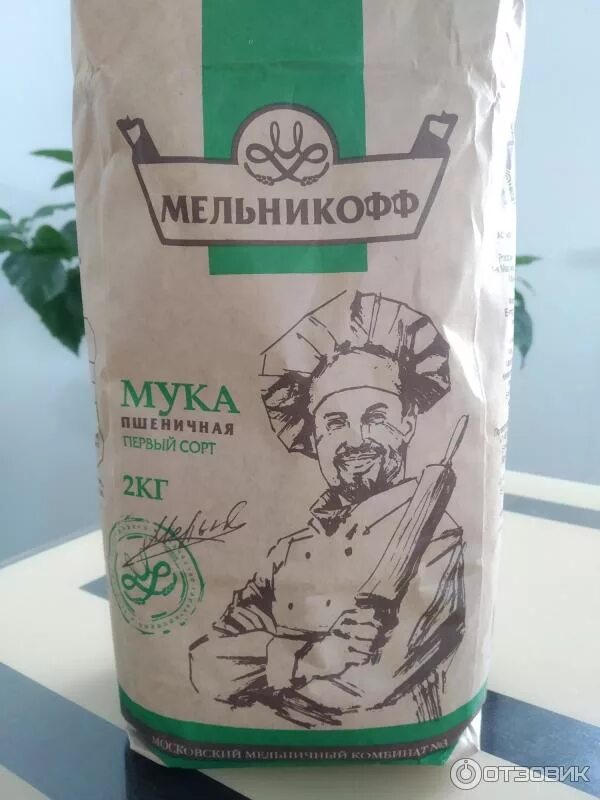 МЕЛЬНИКОФФ
МУКА
ПШЕНИЧНАЯ
ПЕРВЫЙ СОРТ
2КГ
МОСКОВСКИЙ МЕЛЬНИЧНЫЙ КОМБИНАТ №3
ОТЗОВИК